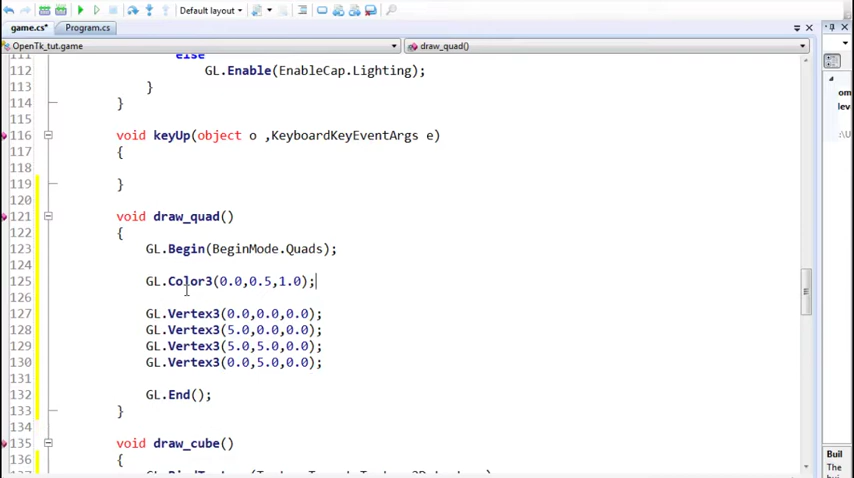 Default layout
game.cs* Program.cs
OpenTk_tut.game draw_quad()
111 else
112 GL.Enable(EnableCap.Lighting);
113 }
114 }
115
116 void keyUp(object o ,KeyboardKeyEventArgs e)
117 {
118
119 }
120
121 void draw_quad()
122 {
123 GL.Begin(BeginMode.Quads);
124
125 GL.Color3(0.0,0.5,1.0);
126
127 GL.Vertex3(0.0,0.0,0.0);
128 GL.Vertex3(5.0,0.0,0.0);
129 GL.Vertex3(5.0,5.0,0.0);
130 GL.Vertex3(0.0,5.0,0.0);
131
132 GL.End();
133 }
134
135 void draw_cube()
136 {
Buil
The